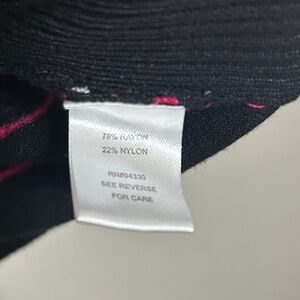 78% RAYON
22% NYLON
RN#94330
SEE REVERSE
FOR CARE